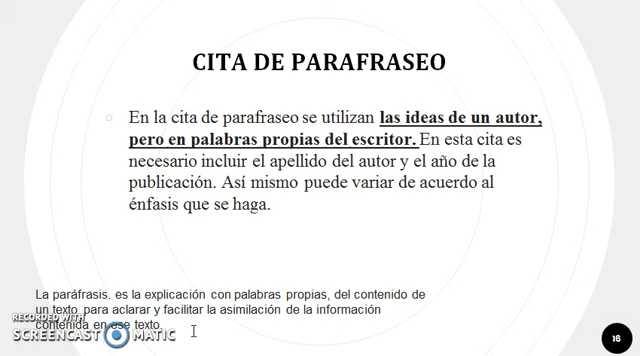 CITA DE PARAFRASEO
En la cita de parafraseo se utilizan las ideas de un autor,
pero en palabras propias del escritor. En esta cita es
necesario incluir el apellido del autor y el año de la
publicación. Así mismo puede variar de acuerdo al
énfasis que se haga.
La paráfrasis. es la explicación con palabras propias, del contenido de
un texto para aclarar y facilitar la asimilación de la información
contenida en ese texto.
RECORDED WITH
SCREENCAST MATIC
16